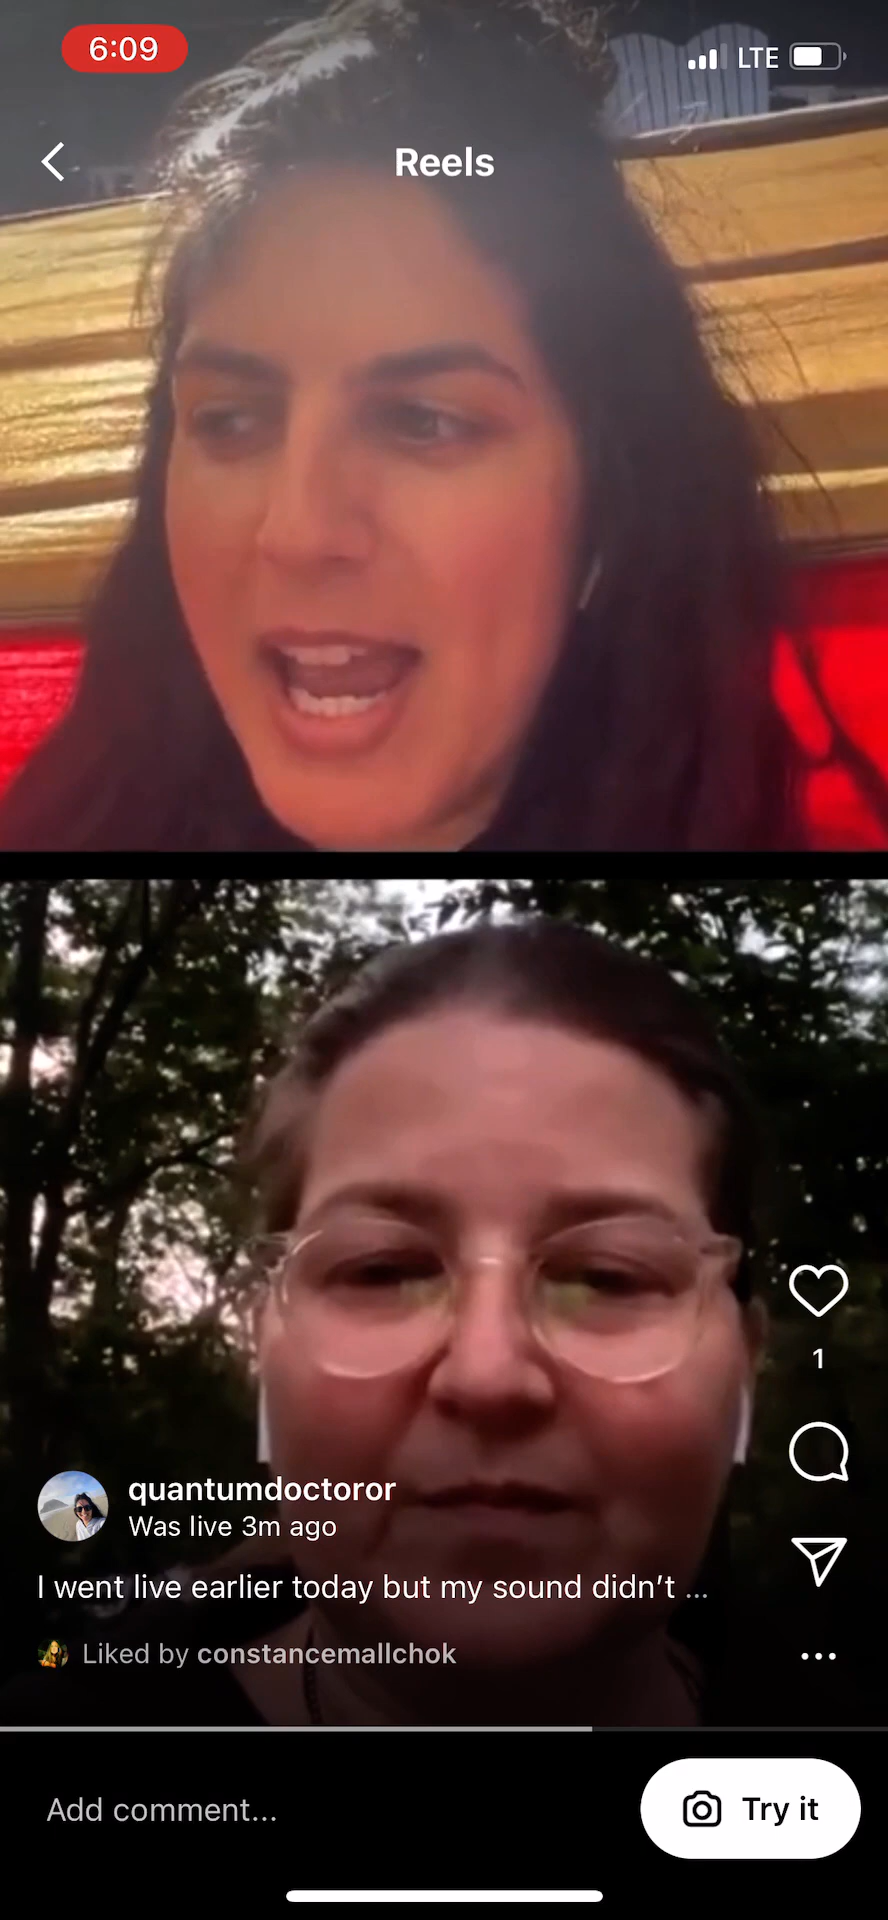 6:09
LTE
Reels
1
quantumdoctoror
Was live 3m ago
I went live earlier today but my sound didn’t ...
Liked by constancemallchok
Add comment...
Try it